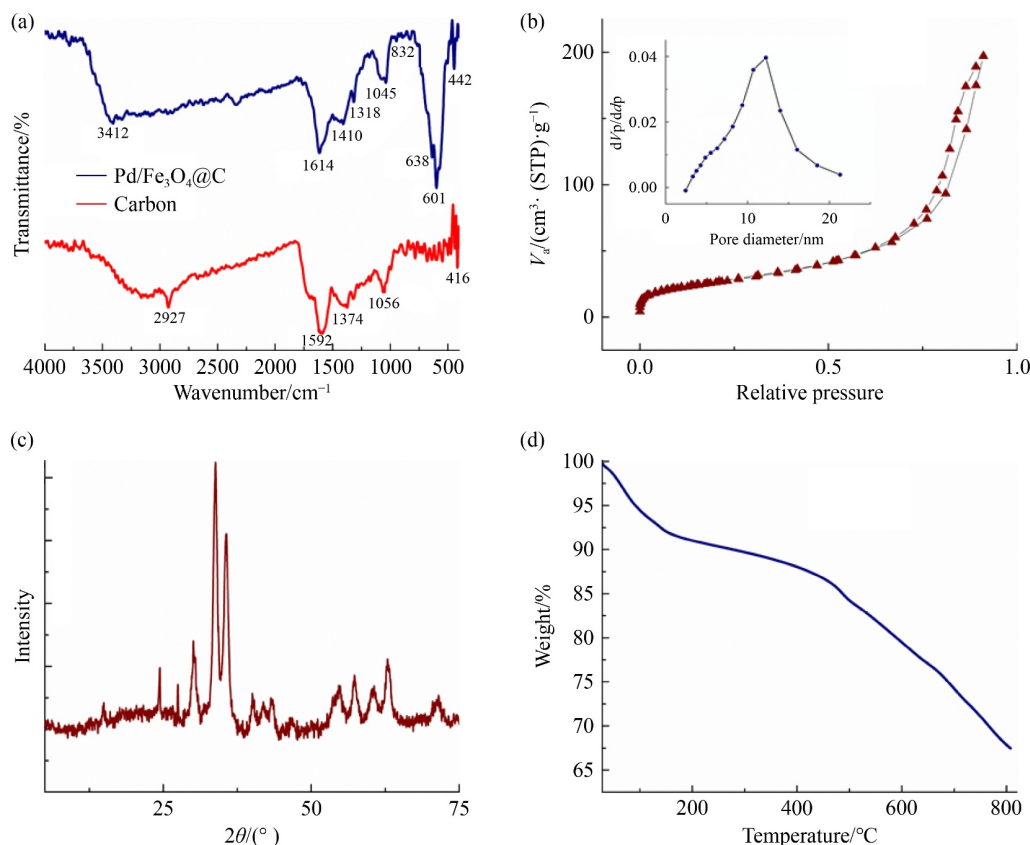 (a)
Transmittance/%
3412
1614
1410
1318
1045
832
638
601
442
Pd/Fe₃O₄@C
Carbon
2927
1592
1374
1056
416
4000 3500 3000 2500 2000 1500 1000 500
Wavenumber/cm⁻¹
(b)
200
100
0
Vₐ/(cm³· (STP)·g⁻¹)
0.04
0.02
0.00
dVp/ddp
0 10 20
Pore diameter/nm
0.0 0.5 1.0
Relative pressure
(c)
Intensity
25 50 75
2θ/(° )
(d)
100
95
90
85
80
75
70
65
Weight/%
200 400 600 800
Temperature/°C